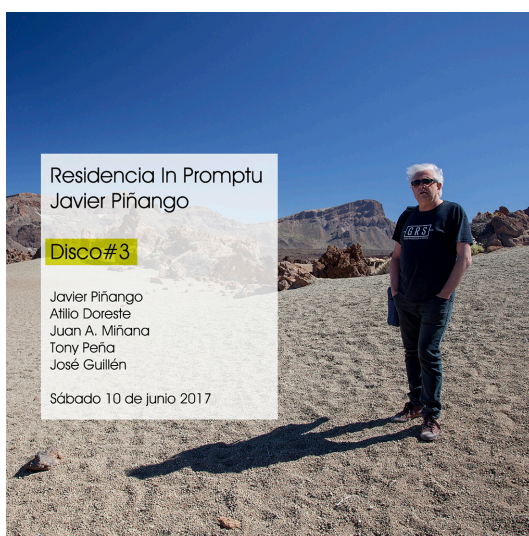 Residencia In Promptu
Javier Piñango
Disco#3
Javier Piñango
Atilio Doreste
Juan A. Miñana
Tony Peña
José Guillén
Sábado 10 de junio 2017
GRS